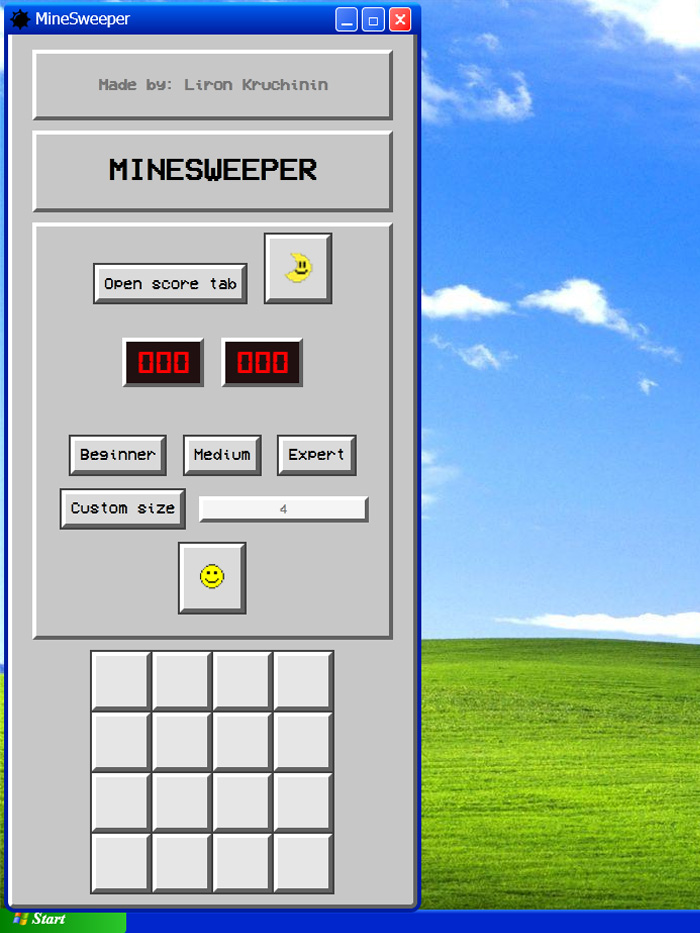 MineSweeper
Made by: Liron Kruchinin
MINESWEEPER
Open score tab
000 000
Beginner Medium Expert
Custom size 4
Start